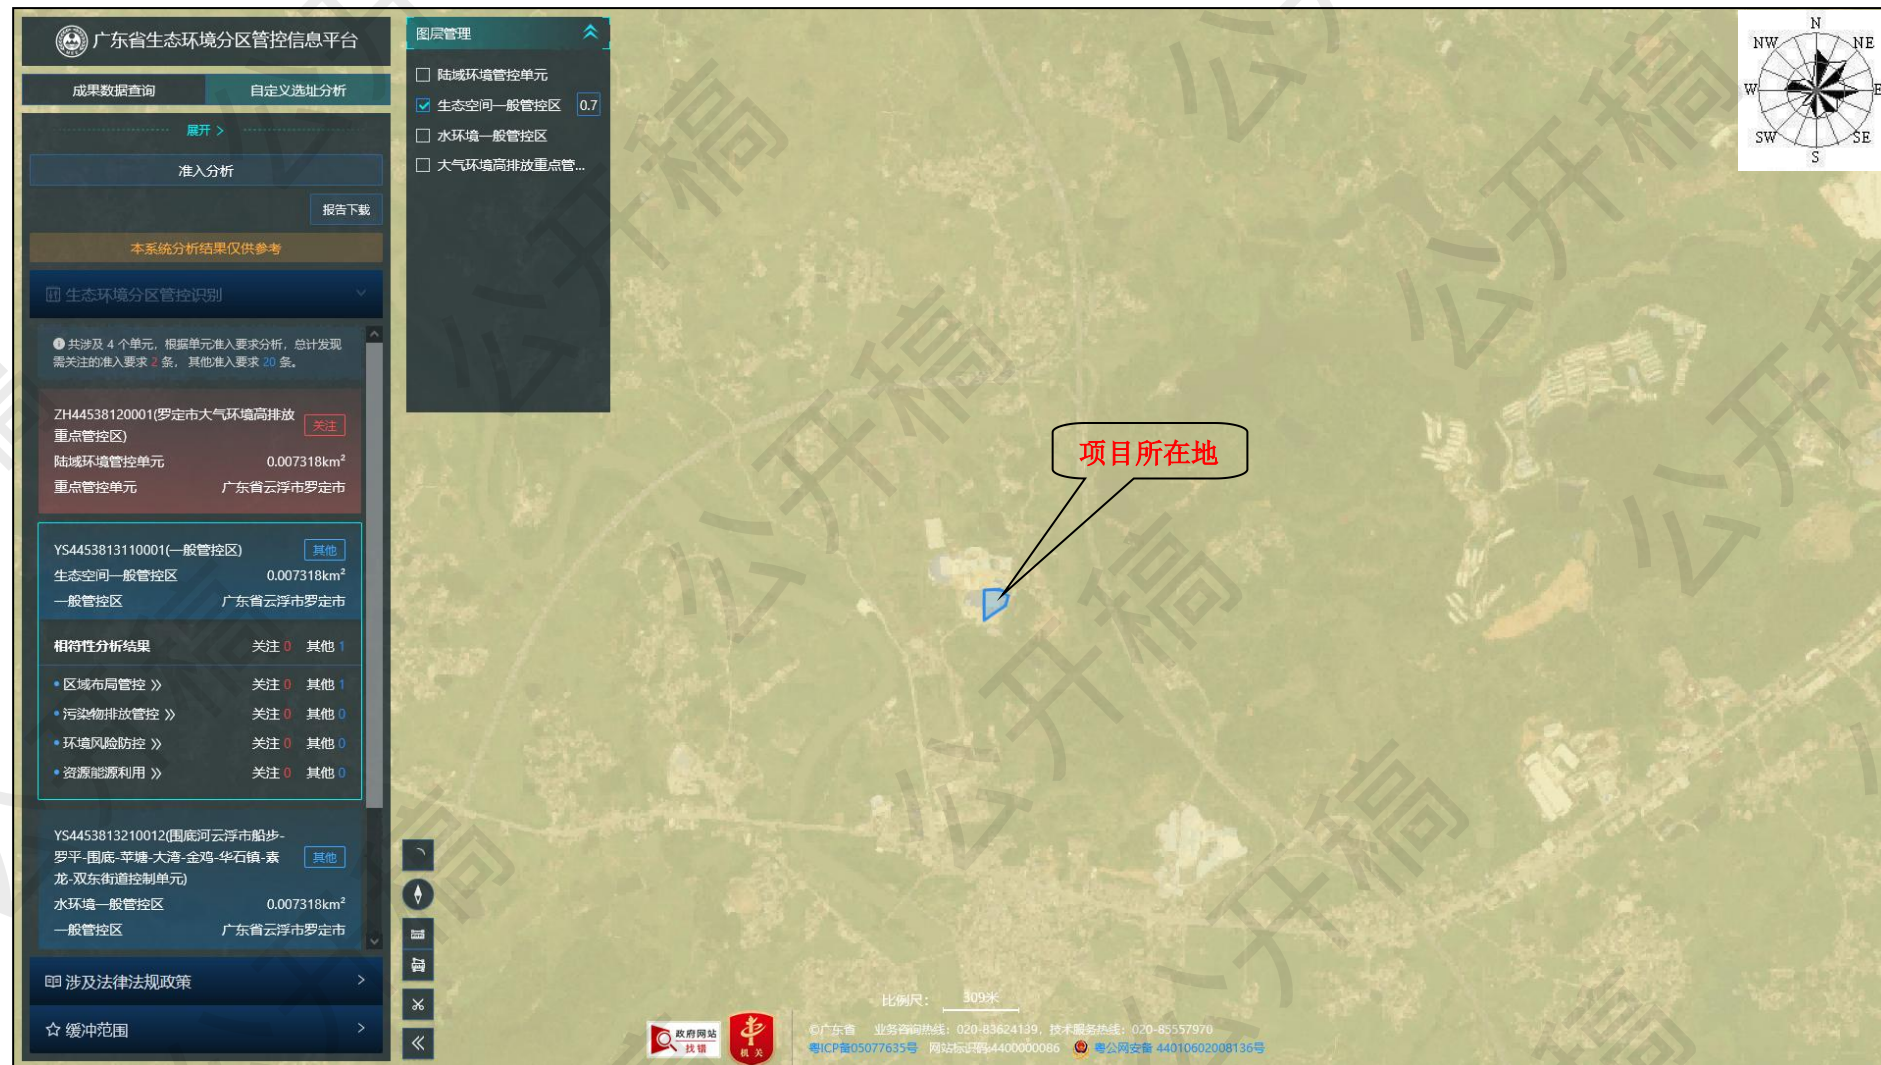 广东省生态环境分区管控信息平台
成果数据查询
自定义选址分析
展开 >
准入分析
报告下载
本系统分析结果仅供参考
生态环境分区管控识别
共涉及 4 个单元，根据单元准入要求分析，总计发现
需关注的准入要求 2 条，其他准入要求 20 条。
ZH44538120001(罗定市大气环境高排放
重点管控区)
关注
陆域环境管控单元 0.007318km²
重点管控单元 广东省云浮市罗定市
YS4453813110001(一般管控区) 其他
生态空间一般管控区 0.007318km²
一般管控区 广东省云浮市罗定市
相符性分析结果 关注 0 其他 1
区域布局管控 》 关注 0 其他 1
污染物排放管控 》 关注 0 其他 0
环境风险防控 》 关注 0 其他 0
资源能源利用 》 关注 0 其他 0
YS4453813210012(围底河云浮市船步-
罗平-围底-苹塘-大湾-金鸡-华石镇-素
龙-双东街道控制单元)
其他
水环境一般管控区 0.007318km²
一般管控区 广东省云浮市罗定市
涉及法律法规政策
缓冲范围
图层管理
陆域环境管控单元
生态空间一般管控区 0.7
水环境一般管控区
大气环境高排放重点管...
项目所在地
N
NW
NE
W
E
SW
SE
S
比例尺： 309米
政府网站
找错
机关
©广东省 业务咨询热线：020-83624139，技术服务热线：020-85557970
粤ICP备05077635号 网站标识码4400000086 粤公网安备 44010602008136号
公开稿
公开稿
公开稿
公开稿
公开稿
公开稿